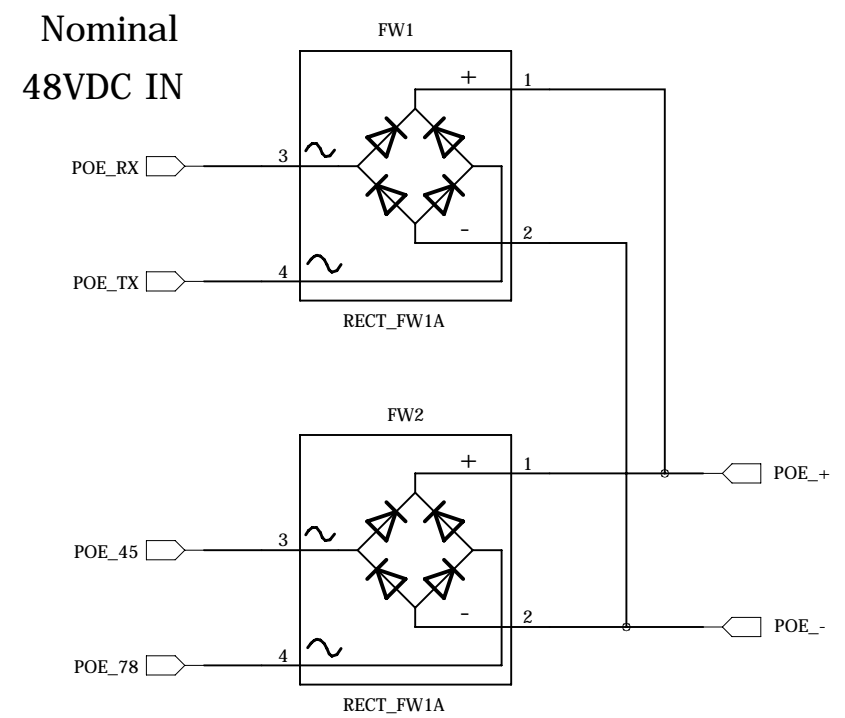 Nominal
48VDC IN
FW1
+
1
POE_RX
3
-
2
POE_TX
4
RECT_FW1A
FW2
+
1
POE_+
POE_45
3
-
2
POE_-
POE_78
4
RECT_FW1A